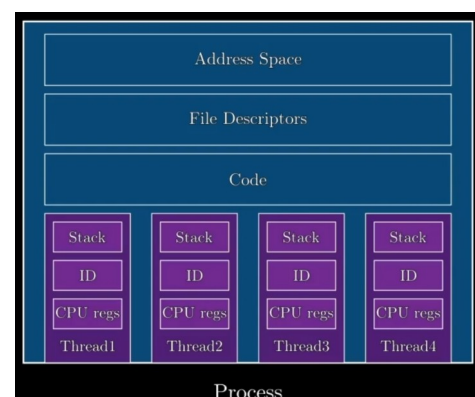 Address Space
File Descriptors
Code
Stack Stack Stack Stack
ID ID ID ID
CPU regs CPU regs CPU regs CPU regs
Thread1 Thread2 Thread3 Thread4
Process